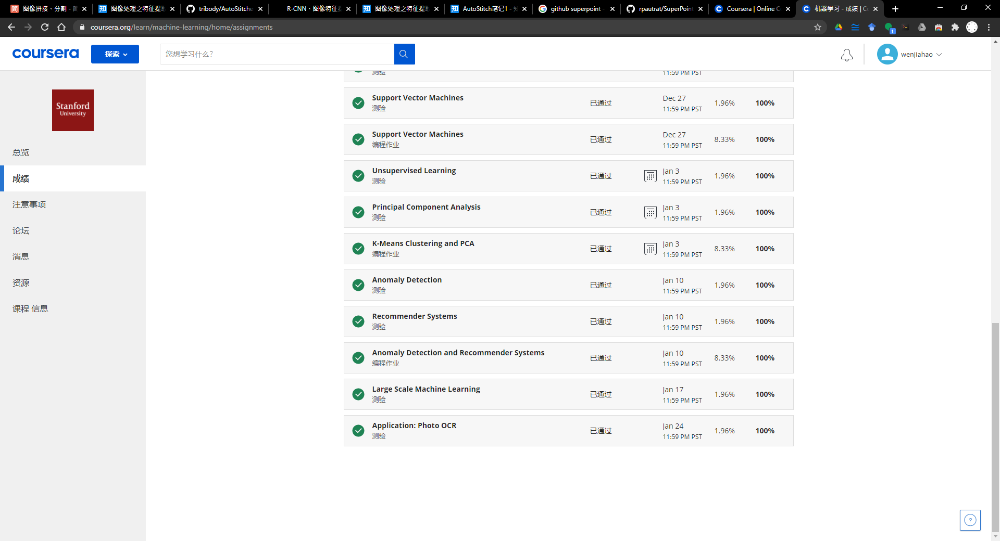 图像拼接、分割 - 简
图像处理之特征提取
tribody/AutoStitche
R-CNN、图像特征提
图像处理之特征提取
AutoStitch笔记1 - 知
github superpoint -
rpautrat/SuperPoint
Coursera | Online C
机器学习 - 成绩 | C
coursera.org/learn/machine-learning/home/assignments
1
coursera
探索
您想学习什么？
wenjiahao
Stanford
University
总览
成绩
注意事项
论坛
消息
资源
课程 信息
测验
11:59 PM PST
Support Vector Machines
测验
已通过
Dec 27
11:59 PM PST
1.96%
100%
Support Vector Machines
编程作业
已通过
Dec 27
11:59 PM PST
8.33%
100%
Unsupervised Learning
测验
已通过
Jan 3
11:59 PM PST
1.96%
100%
Principal Component Analysis
测验
已通过
Jan 3
11:59 PM PST
1.96%
100%
K-Means Clustering and PCA
编程作业
已通过
Jan 3
11:59 PM PST
8.33%
100%
Anomaly Detection
测验
已通过
Jan 10
11:59 PM PST
1.96%
100%
Recommender Systems
测验
已通过
Jan 10
11:59 PM PST
1.96%
100%
Anomaly Detection and Recommender Systems
编程作业
已通过
Jan 10
11:59 PM PST
8.33%
100%
Large Scale Machine Learning
测验
已通过
Jan 17
11:59 PM PST
1.96%
100%
Application: Photo OCR
测验
已通过
Jan 24
11:59 PM PST
1.96%
100%
?